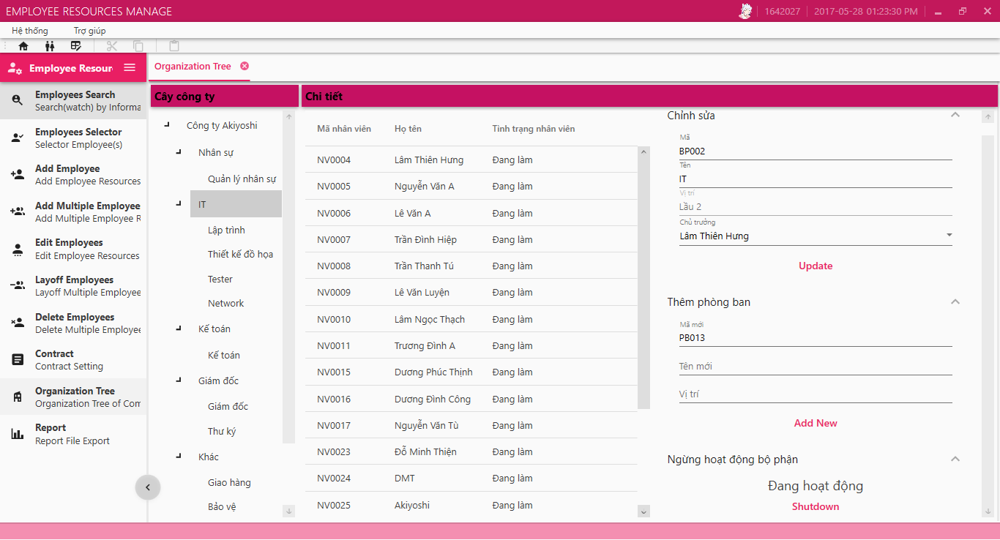 EMPLOYEE RESOURCES MANAGE
1642027
2017-05-28 01:23:30 PM
Hệ thống
Trợ giúp
Employee Resour
Employees Search
Search(watch) by Informa
Employees Selector
Selector Employee(s)
Add Employee
Add Employee Resources
Add Multiple Employee
Add Multiple Employee R
Edit Employees
Edit Employee Resources
Layoff Employees
Layoff Multiple Employee
Delete Employees
Delete Multiple Employee
Contract
Contract Setting
Organization Tree
Organization Tree of Com
Report
Report File Export
Organization Tree
Cây công ty
Công ty Akiyoshi
Nhân sự
Quản lý nhân sự
IT
Lập trình
Thiết kế đồ họa
Tester
Network
Kế toán
Kế toán
Giám đốc
Giám đốc
Thư ký
Khác
Giao hàng
Bảo vệ
Chi tiết
Mã nhân viên Họ tên Tình trạng nhân viên
NV0004 Lâm Thiên Hưng Đang làm
NV0005 Nguyễn Văn A Đang làm
NV0006 Lê Văn A Đang làm
NV0007 Trần Đình Hiệp Đang làm
NV0008 Trần Thanh Tú Đang làm
NV0009 Lê Văn Luyện Đang làm
NV0010 Lâm Ngọc Thạch Đang làm
NV0011 Trương Đình A Đang làm
NV0015 Dương Phúc Thịnh Đang làm
NV0016 Dương Đình Công Đang làm
NV0017 Nguyễn Văn Tù Đang làm
NV0023 Đỗ Minh Thiện Đang làm
NV0024 DMT Đang làm
NV0025 Akiyoshi Đang làm
Chỉnh sửa
Mã
BP002
Tên
IT
Vị trí
Lầu 2
Chủ trưởng
Lâm Thiên Hưng
Update
Thêm phòng ban
Mã mới
PB013
Tên mới
Vị trí
Add New
Ngừng hoạt động bộ phận
Đang hoạt động
Shutdown